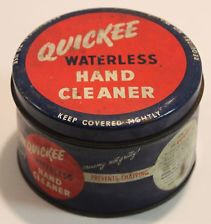 QUICKEE
WATERLESS
HAND
CLEANER
KEEP COVERED TIGHTLY
QUICKEE
HAND
CLEANER
PREVENTS CHAPPING